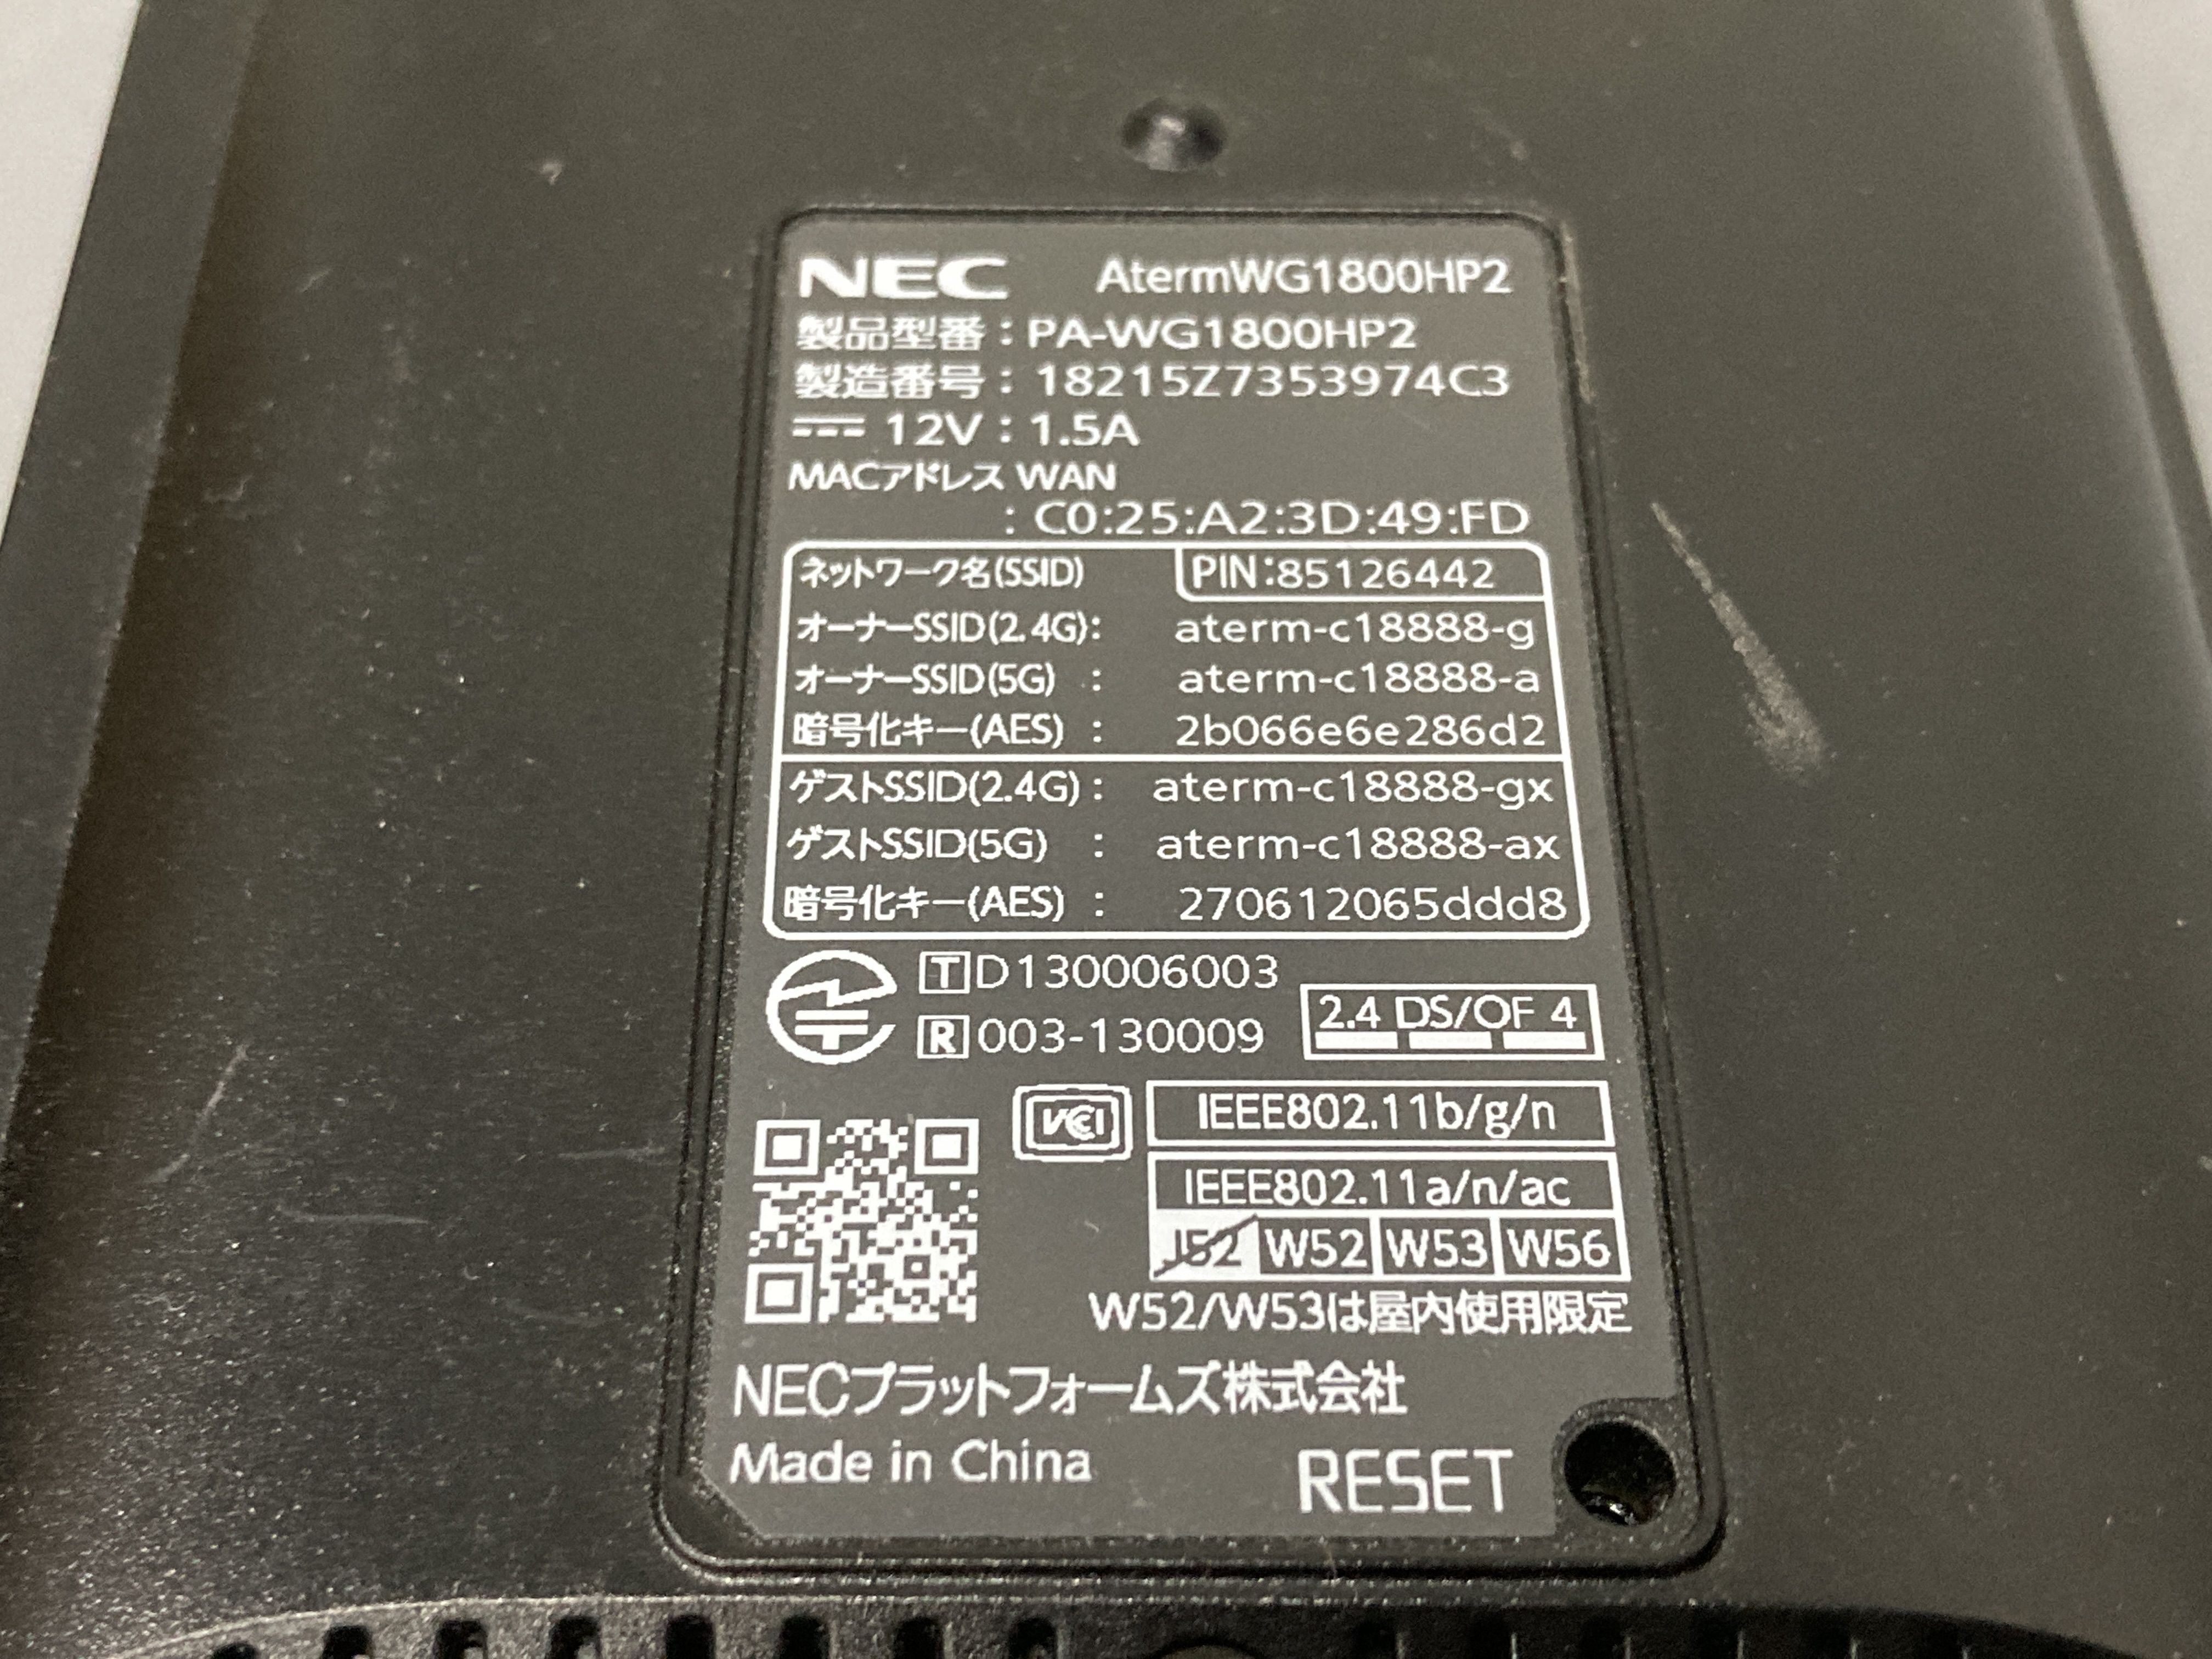 NEC AtermWG1800HP2
製品型番：PA-WG1800HP2
製造番号：18215Z7353974C3
12V：1.5A
MACアドレス WAN
: C0:25:A2:3D:49:FD
ネットワーク名(SSID) PIN:85126442
オーナーSSID(2.4G): aterm-c18888-g
オーナーSSID(5G) : aterm-c18888-a
暗号化キー(AES) : 2b066e6e286d2
ゲストSSID(2.4G) : aterm-c18888-gx
ゲストSSID(5G) : aterm-c18888-ax
暗号化キー(AES) : 270612065ddd8
T D130006003
R 003-130009
2.4 DS/OF 4
VCCI IEEE802.11b/g/n
IEEE802.11a/n/ac
J52 W52 W53 W56
W52/W53は屋内使用限定
NECプラットフォームズ株式会社
Made in China RESET